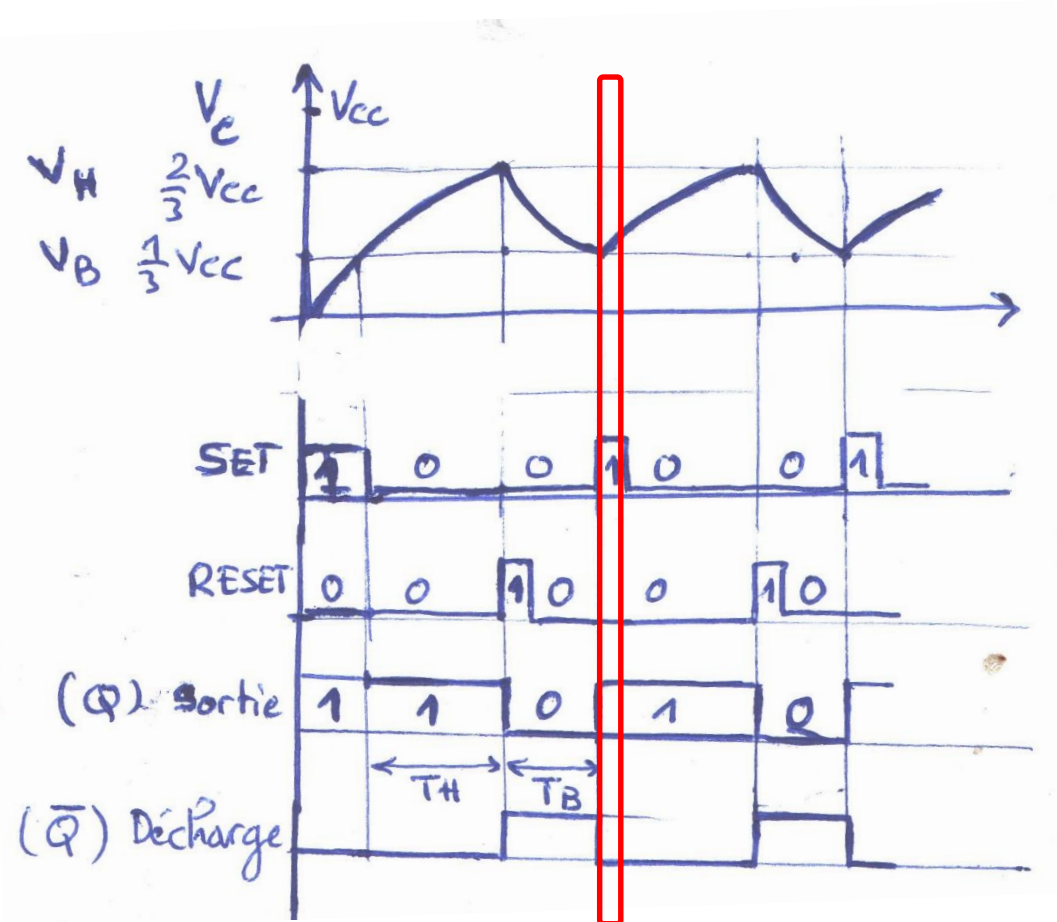 Vc Vcc
VH 2/3 Vcc
VB 1/3 Vcc
SET 1 0 0 1 0 0 1
RESET 0 0 1 0 0 1 0
(Q) Sortie 1 1 0 1 0
TH TB
(Q̅) Décharge